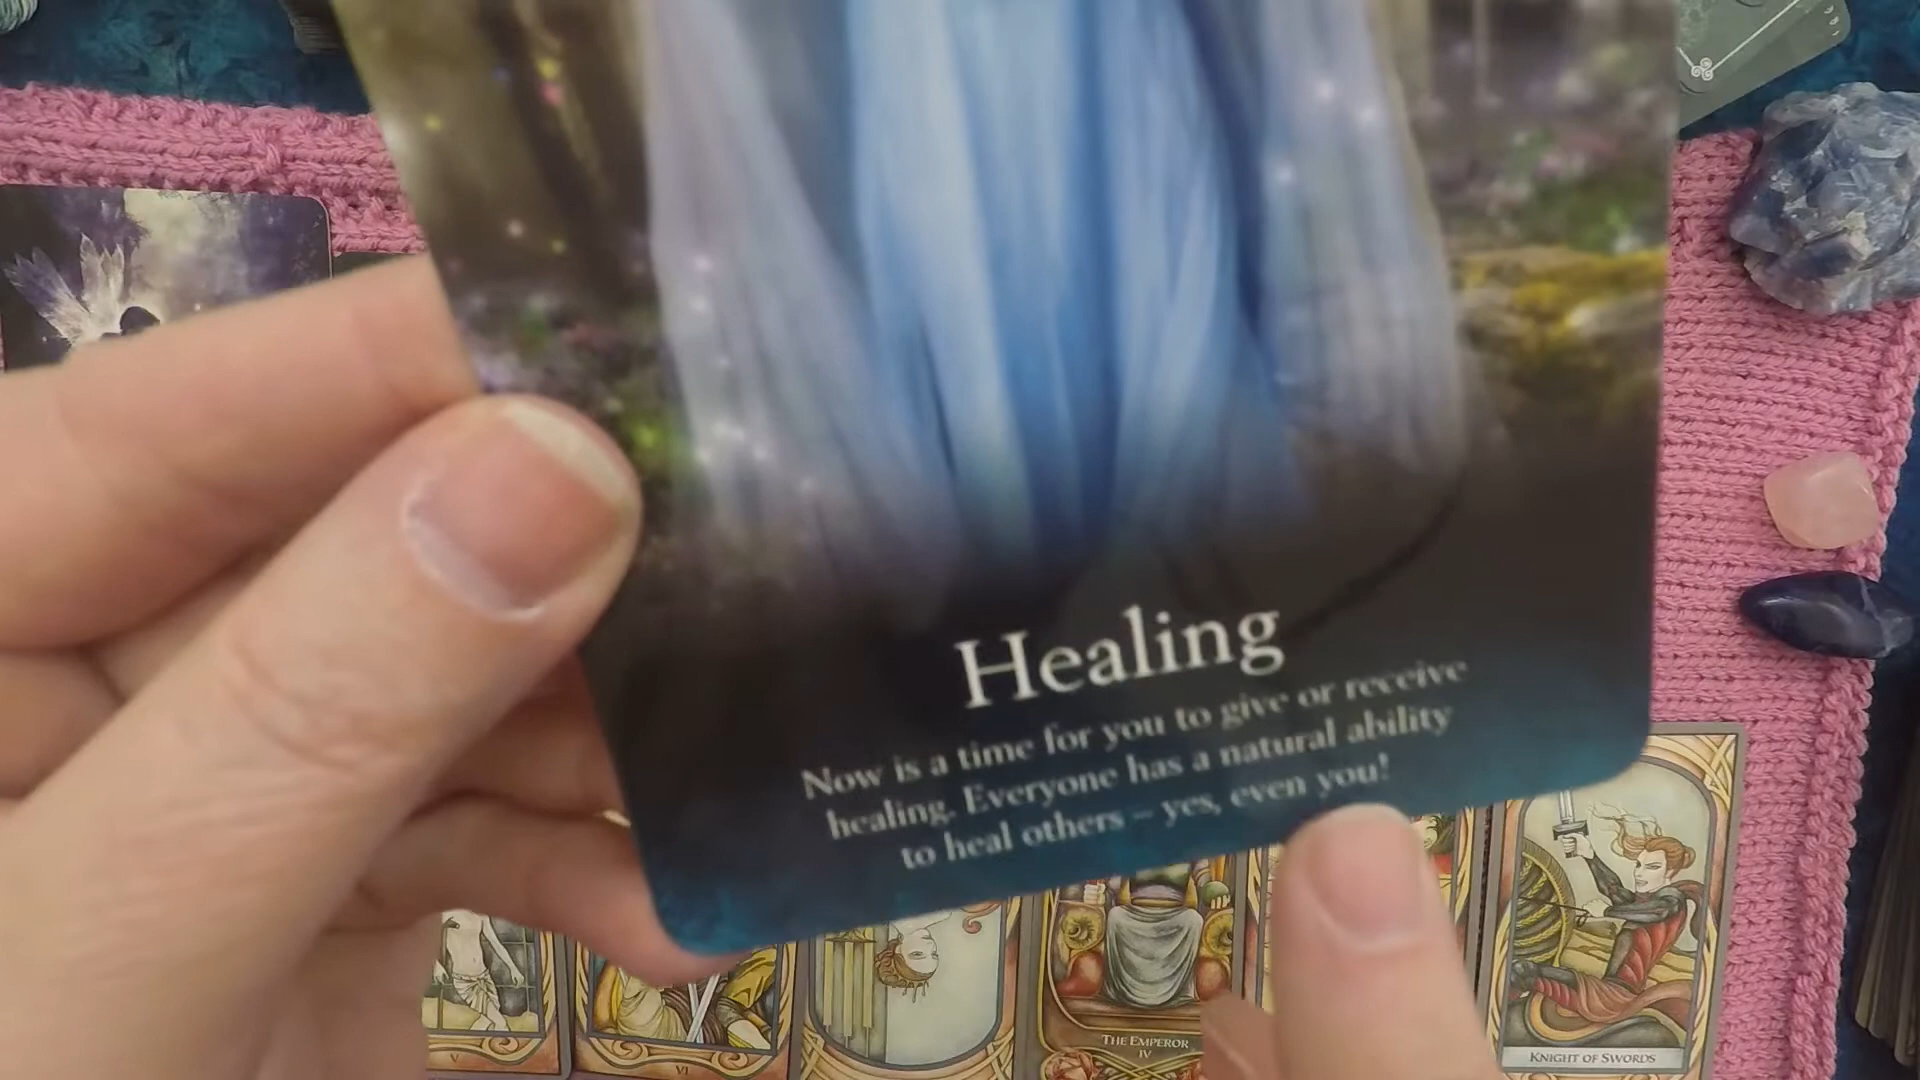 Healing
Now is a time for you to give or receive
healing. Everyone has a natural ability
to heal others – yes, even you!
V
VI
THE EMPEROR
IV
KNIGHT OF SWORDS